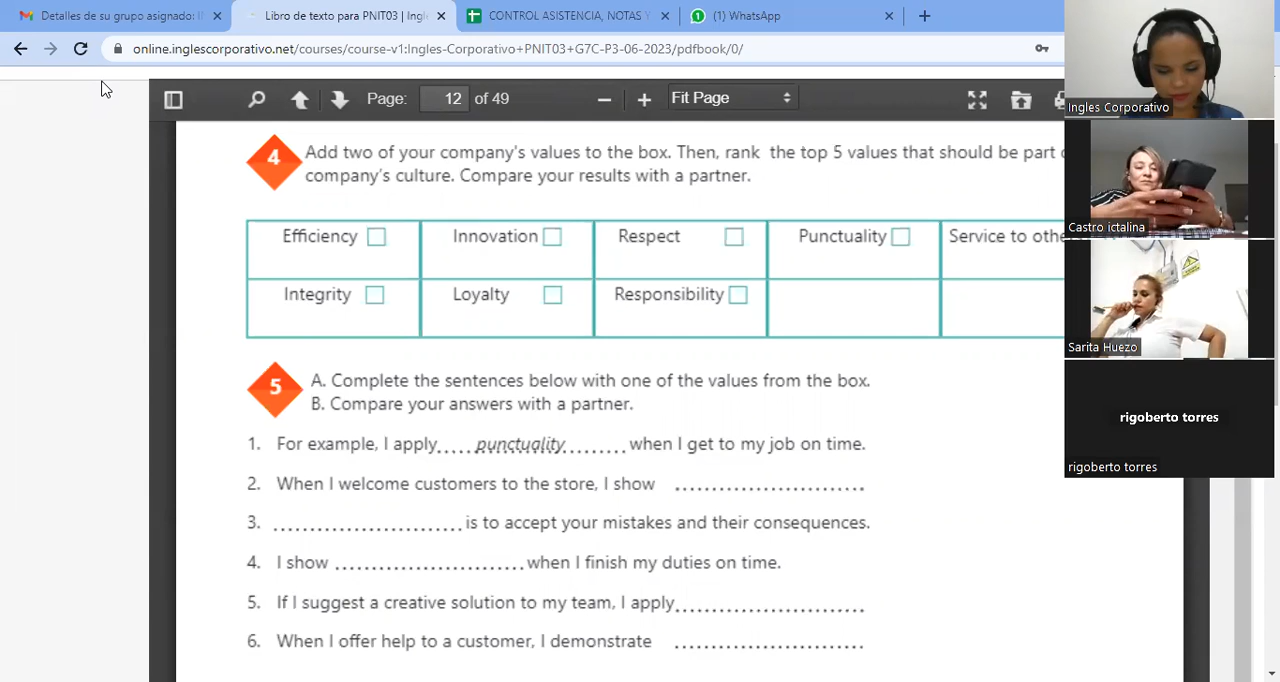 Detalles de su grupo asignado: I
Libro de texto para PNIT03 | Ingl
CONTROL ASISTENCIA, NOTAS Y
(1) WhatsApp
online.inglescorporativo.net/courses/course-v1:Ingles-Corporativo+PNIT03+G7C-P3-06-2023/pdfbook/0/
Page: 12 of 49
Fit Page
Ingles Corporativo
4 Add two of your company's values to the box. Then, rank the top 5 values that should be part o
company's culture. Compare your results with a partner.
Castro ictalina
Efficiency Innovation Respect Punctuality Service to othe
Integrity Loyalty Responsibility
Sarita Huezo
5 A. Complete the sentences below with one of the values from the box.
B. Compare your answers with a partner.
rigoberto torres
rigoberto torres
1. For example, I apply.....punctuality......... when I get to my job on time.
2. When I welcome customers to the store, I show ..........................
3. .......................... is to accept your mistakes and their consequences.
4. I show .......................... when I finish my duties on time.
5. If I suggest a creative solution to my team, I apply..........................
6. When I offer help to a customer, I demonstrate ..........................